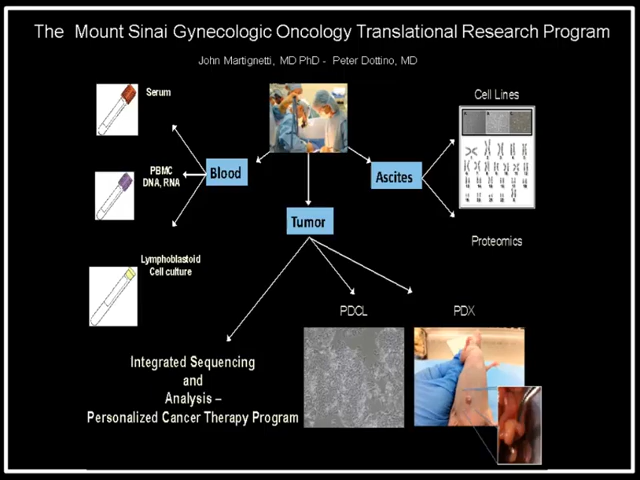 The Mount Sinai Gynecologic Oncology Translational Research Program
John Martignetti, MD PhD - Peter Dottino, MD
Serum
Cell Lines
PBMC
DNA, RNA
Blood
Ascites
Tumor
Proteomics
Lymphoblastoid
Cell culture
PDCL
PDX
Integrated Sequencing
and
Analysis –
Personalized Cancer Therapy Program